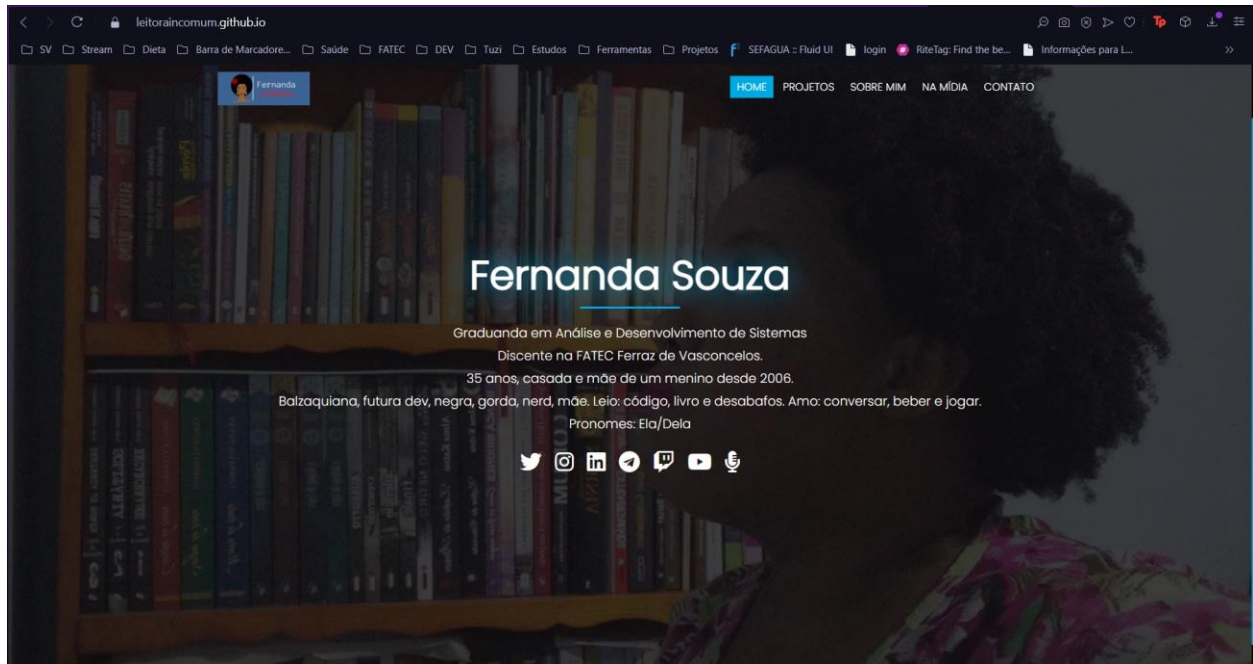 leitoraincomum.github.io
SV Stream Dieta Barra de Marcadore... Saúde FATEC DEV Tuzi Estudos Ferramentas Projetos SEFAGUA :: Fluid UI login RiteTag: Find the be... Informações para L... »
Fernanda
HOME PROJETOS SOBRE MIM NA MÍDIA CONTATO
Fernanda Souza
Graduanda em Análise e Desenvolvimento de Sistemas
Discente na FATEC Ferraz de Vasconcelos.
35 anos, casada e mãe de um menino desde 2006.
Balzaquiana, futura dev, negra, gorda, nerd, mãe. Leio: código, livro e desabafos. Amo: conversar, beber e jogar.
Pronomes: Ela/Dela